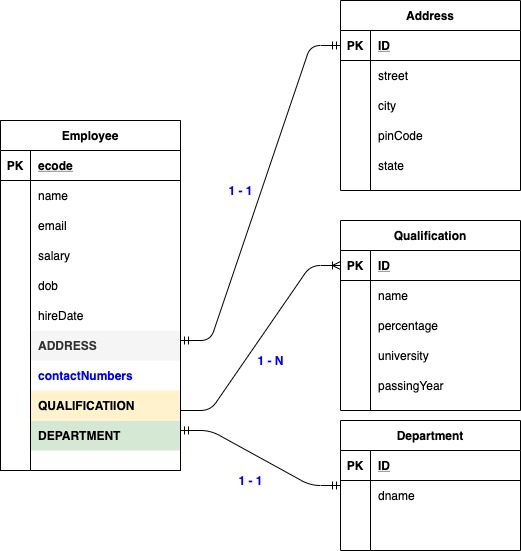 Address
PK ID
street
city
pinCode
state
Employee
PK ecode
name
email
salary
dob
hireDate
ADDRESS
contactNumbers
QUALIFICATIION
DEPARTMENT
1 - 1
Qualification
PK ID
name
percentage
university
passingYear
1 - N
Department
PK ID
dname
1 - 1